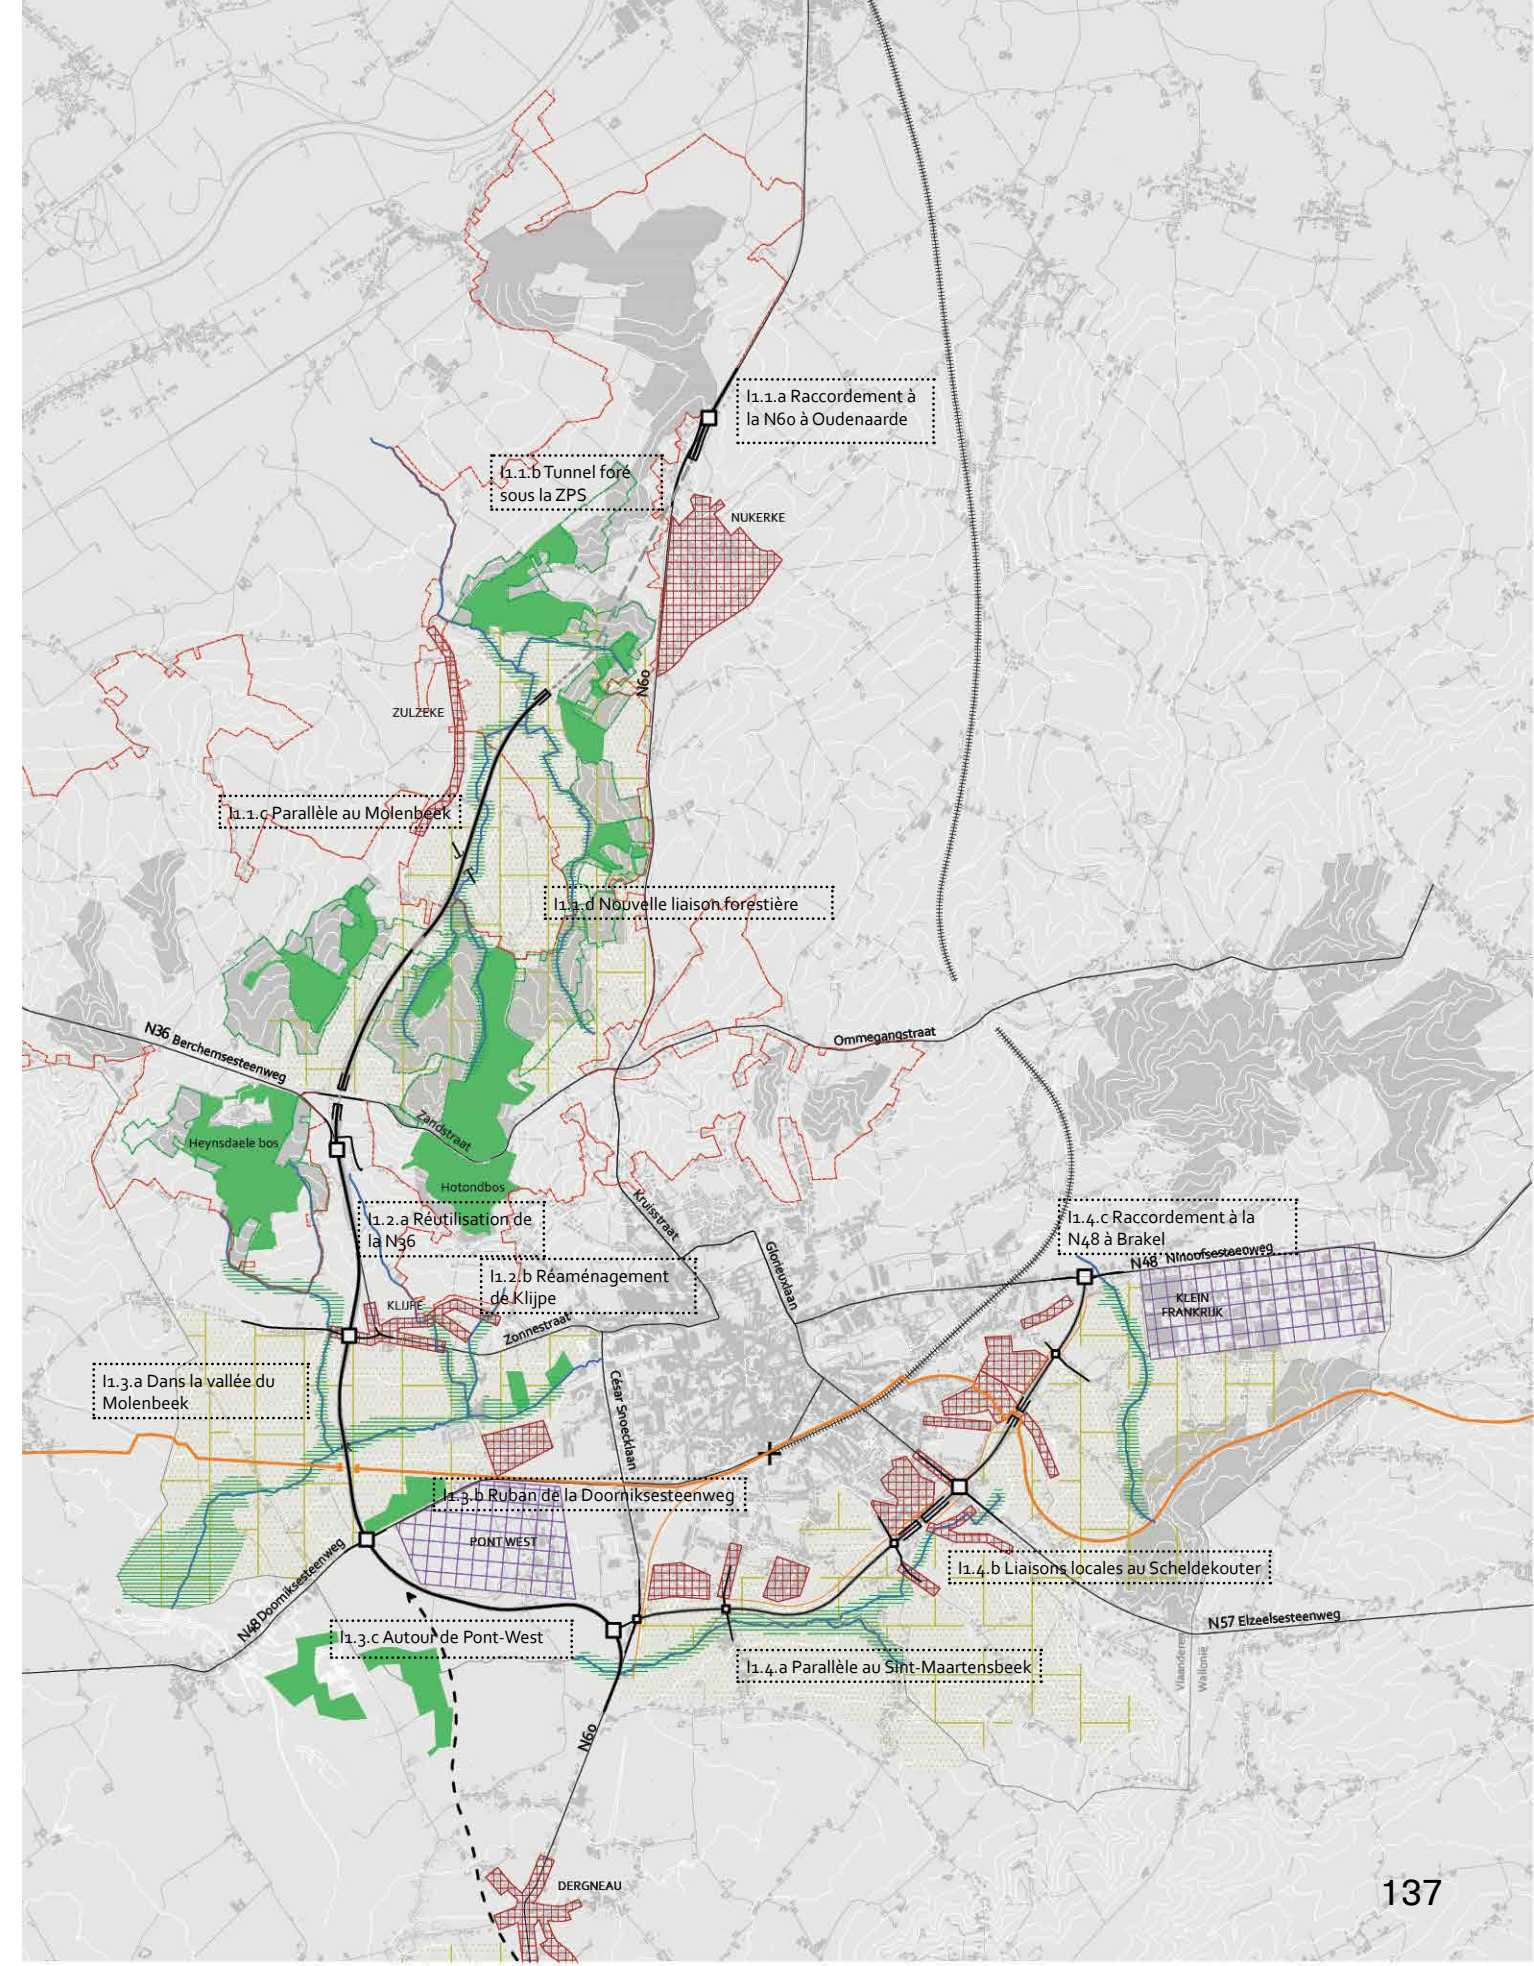 I1.1.a Raccordement à
la N60 à Oudenaarde
I1.1.b Tunnel foré
sous la ZPS
NUKERKE
N60
ZULZEKE
I1.1.c Parallèle au Molenbeek
I1.1.d Nouvelle liaison forestière
N36 Berchemsesteenweg
Ommegangstraat
Zandstraat
Heynsdaele bos
Hotondbos
Kruisstraat
I1.2.a Réutilisation de
la N36
I1.4.c Raccordement à la
N48 à Brakel
Glorieuxlaan
N48 Ninoofsesteenweg
I1.2.b Réaménagement
de Klijpe
KLIJPE
KLEIN
FRANKRIJK
Zonnestraat
I1.3.a Dans la vallée du
Molenbeek
César Snoecklaan
I1.3.b Ruban de la Doorniksesteenweg
PONT WEST
N48 Doorniksesteenweg
I1.4.b Liaisons locales au Scheldekouter
N57 Elzeelsesteenweg
I1.3.c Autour de Pont-West
I1.4.a Parallèle au Sint-Maartensbeek
Vlaanderen
Wallonië
N60
DERGNEAU
137